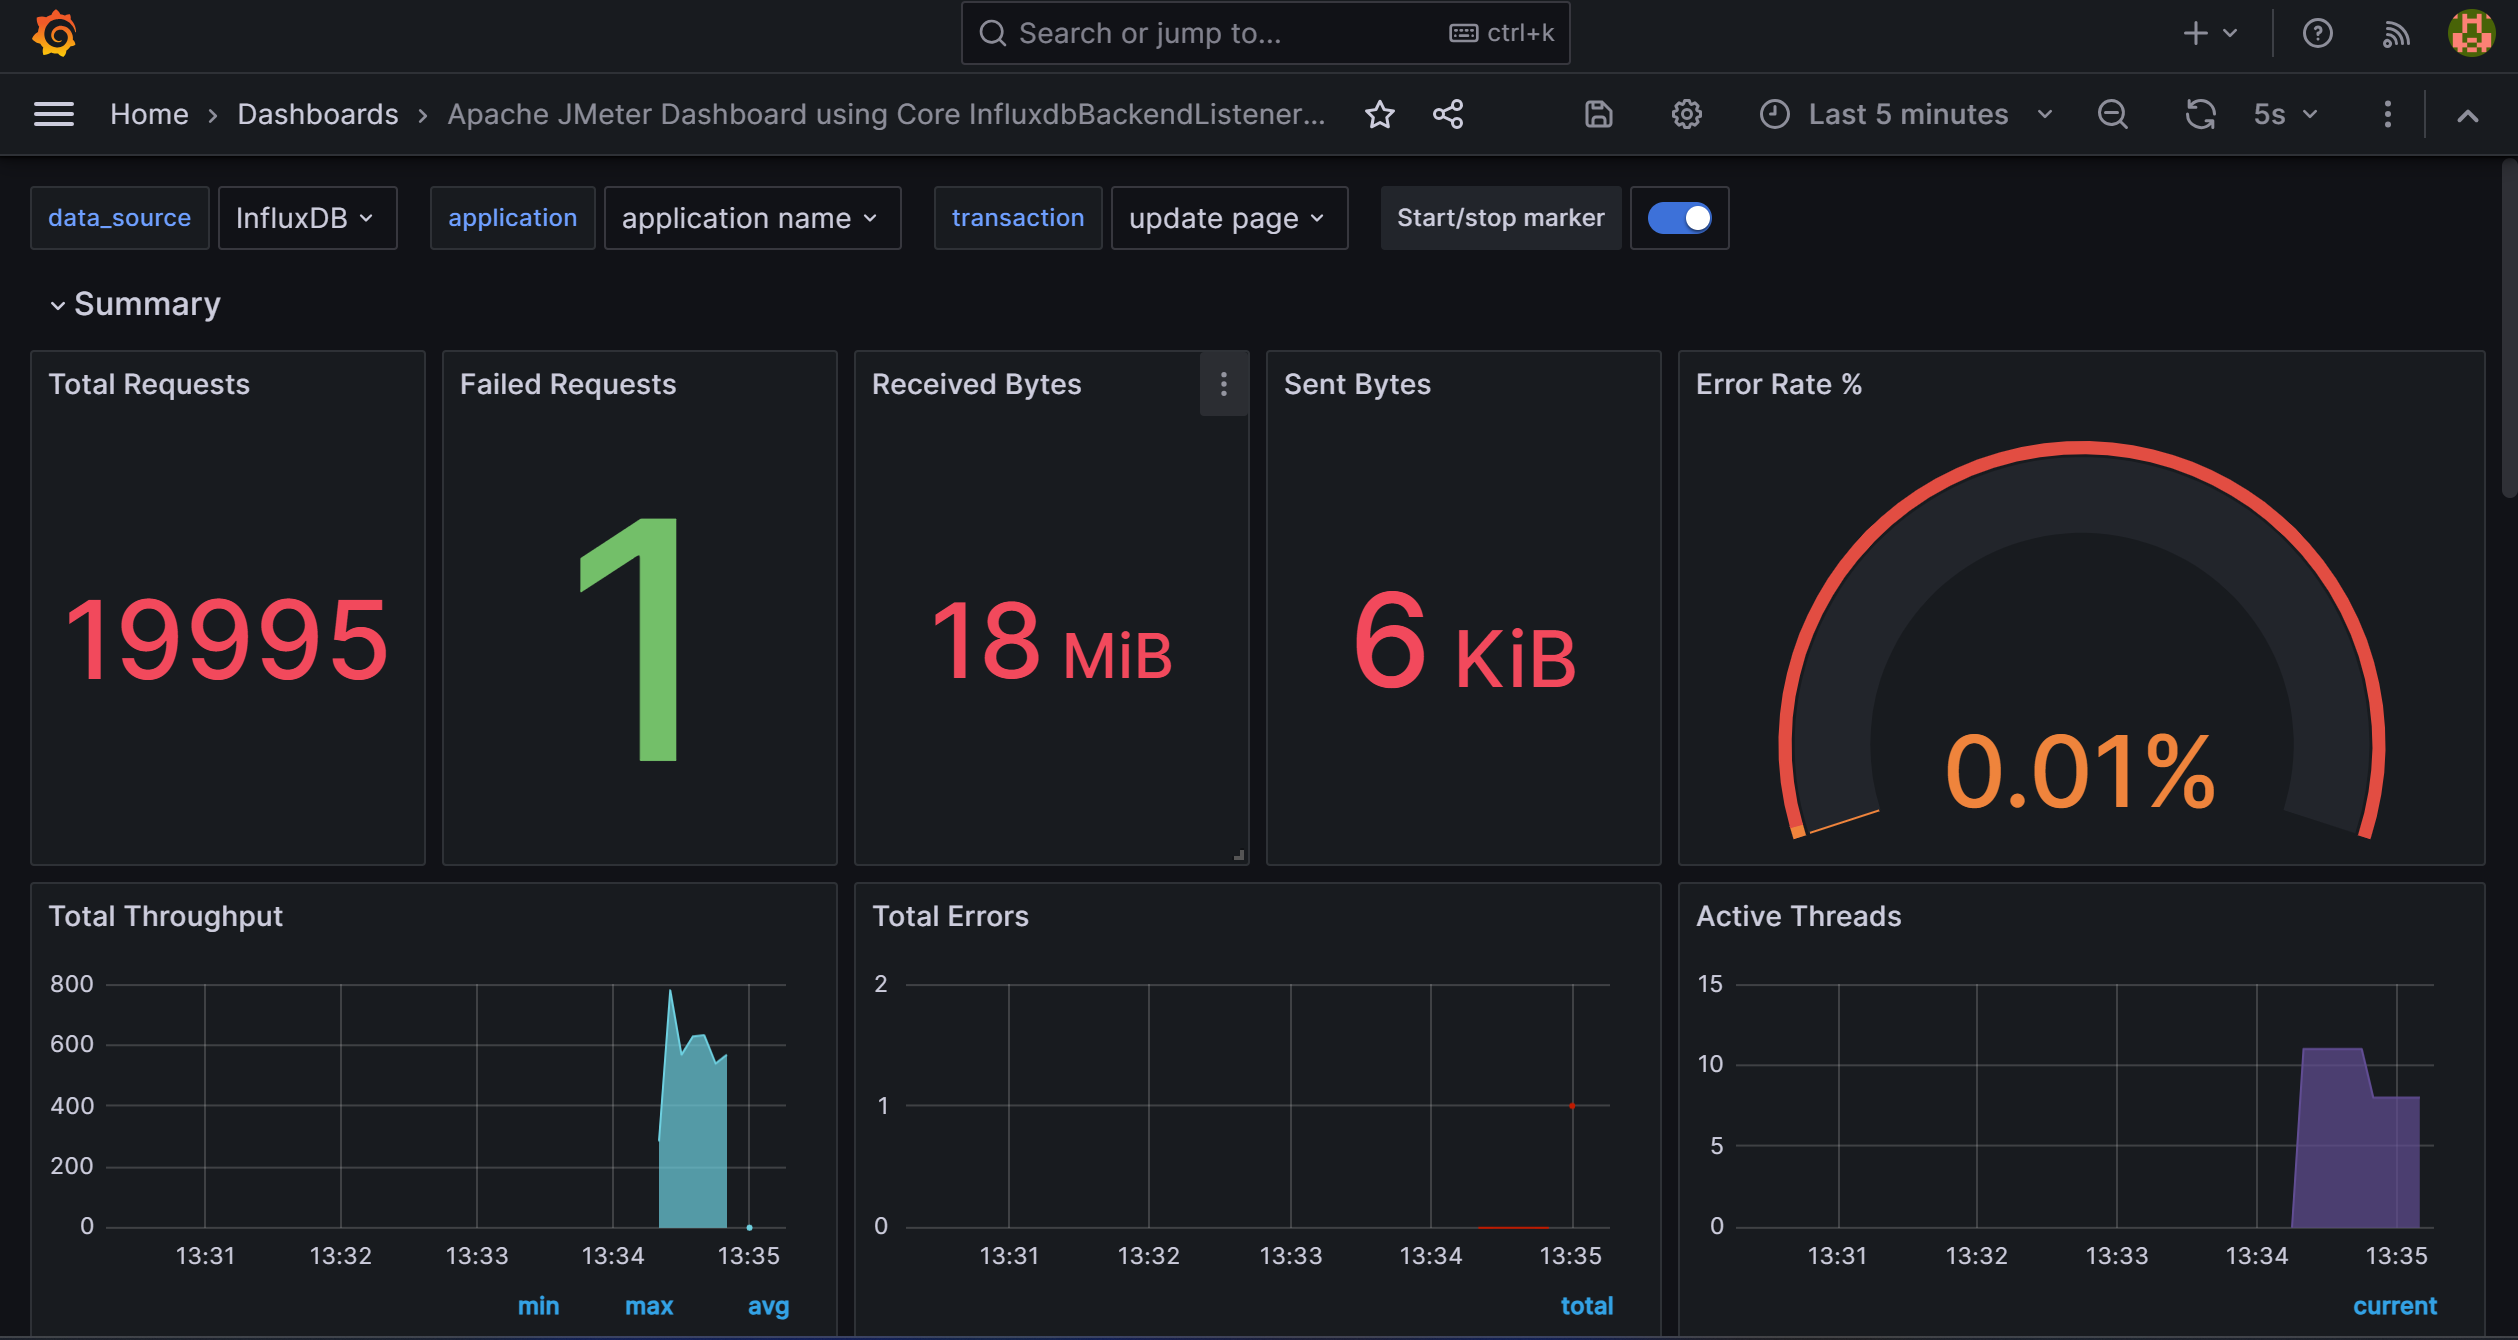 Search or jump to...
ctrl+k
Home › Dashboards › Apache JMeter Dashboard using Core InfluxdbBackendListener...
Last 5 minutes
5s
data_source
InfluxDB
application
application name
transaction
update page
Start/stop marker
Summary
Total Requests
19995
Failed Requests
1
Received Bytes
18 MiB
Sent Bytes
6 KiB
Error Rate %
0.01%
Total Throughput
800
600
400
200
0
13:31 13:32 13:33 13:34 13:35
min max avg
Total Errors
2
1
0
13:31 13:32 13:33 13:34 13:35
total
Active Threads
15
10
5
0
13:31 13:32 13:33 13:34 13:35
current